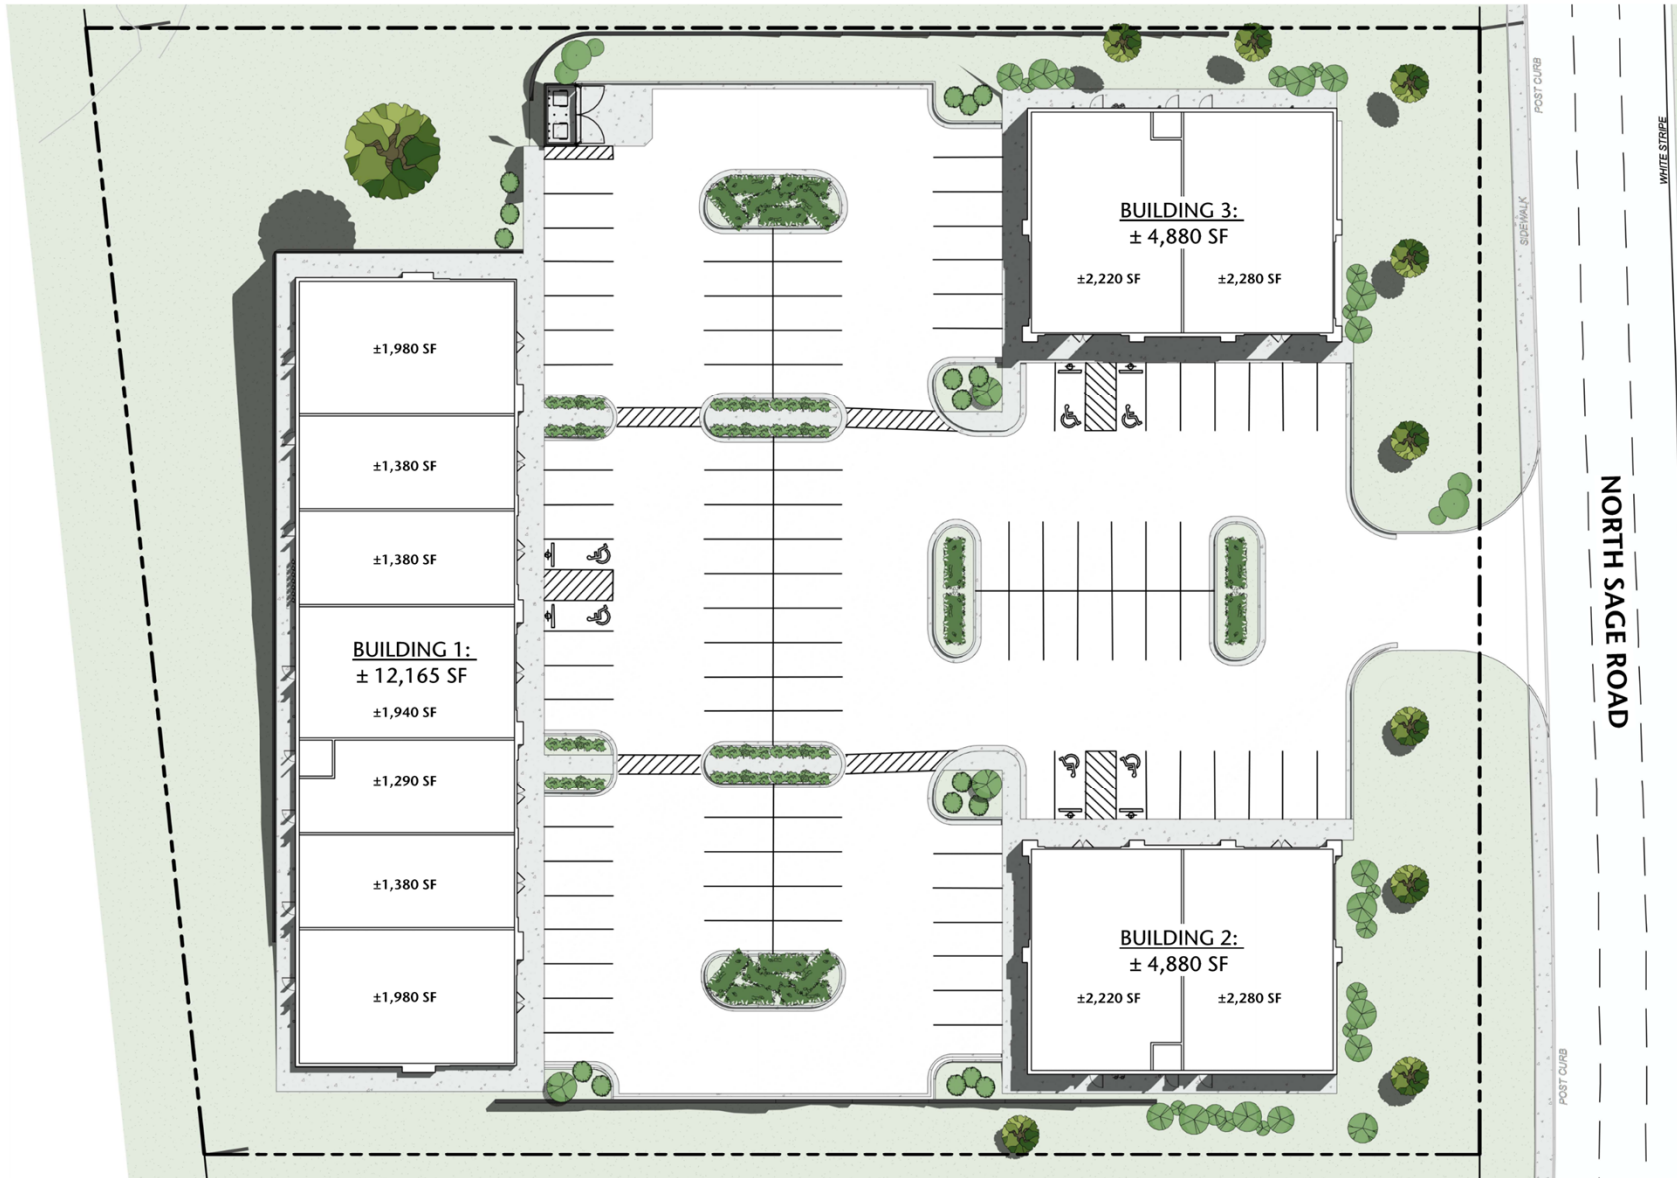 POST CURB
WHITE STRIPE
SIDEWALK
BUILDING 3:
± 4,880 SF
±2,220 SF
±2,280 SF
±1,980 SF
±1,380 SF
±1,380 SF
BUILDING 1:
± 12,165 SF
±1,940 SF
±1,290 SF
±1,380 SF
±1,980 SF
NORTH SAGE ROAD
BUILDING 2:
± 4,880 SF
±2,220 SF
±2,280 SF
POST CURB